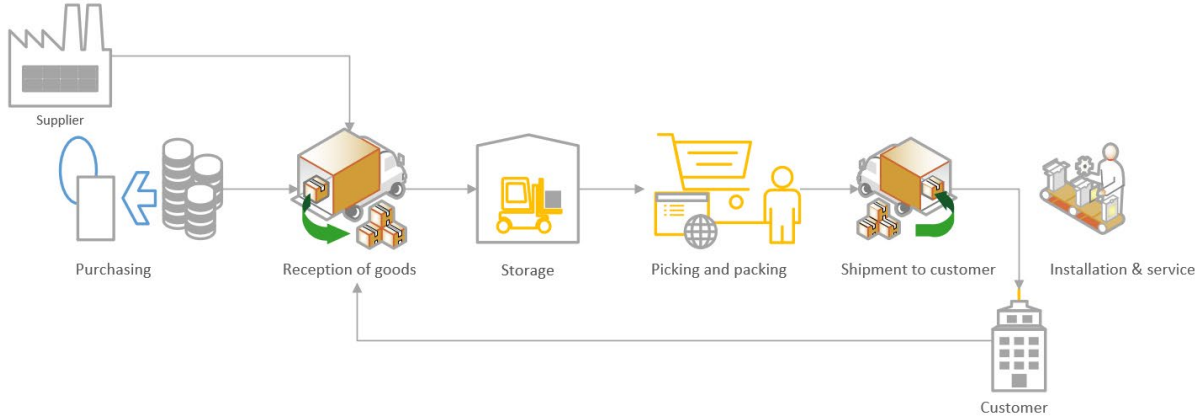 Supplier
Purchasing
Reception of goods
Storage
Picking and packing
Shipment to customer
Installation & service
Customer